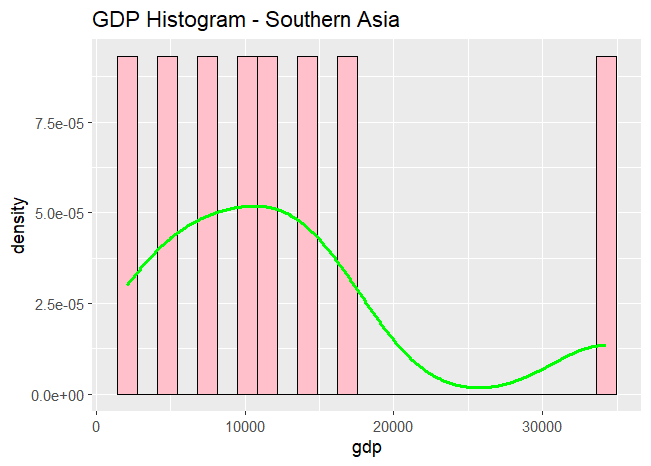 GDP Histogram - Southern Asia
density
7.5e-05
5.0e-05
2.5e-05
0.0e+00
0 10000 20000 30000
gdp